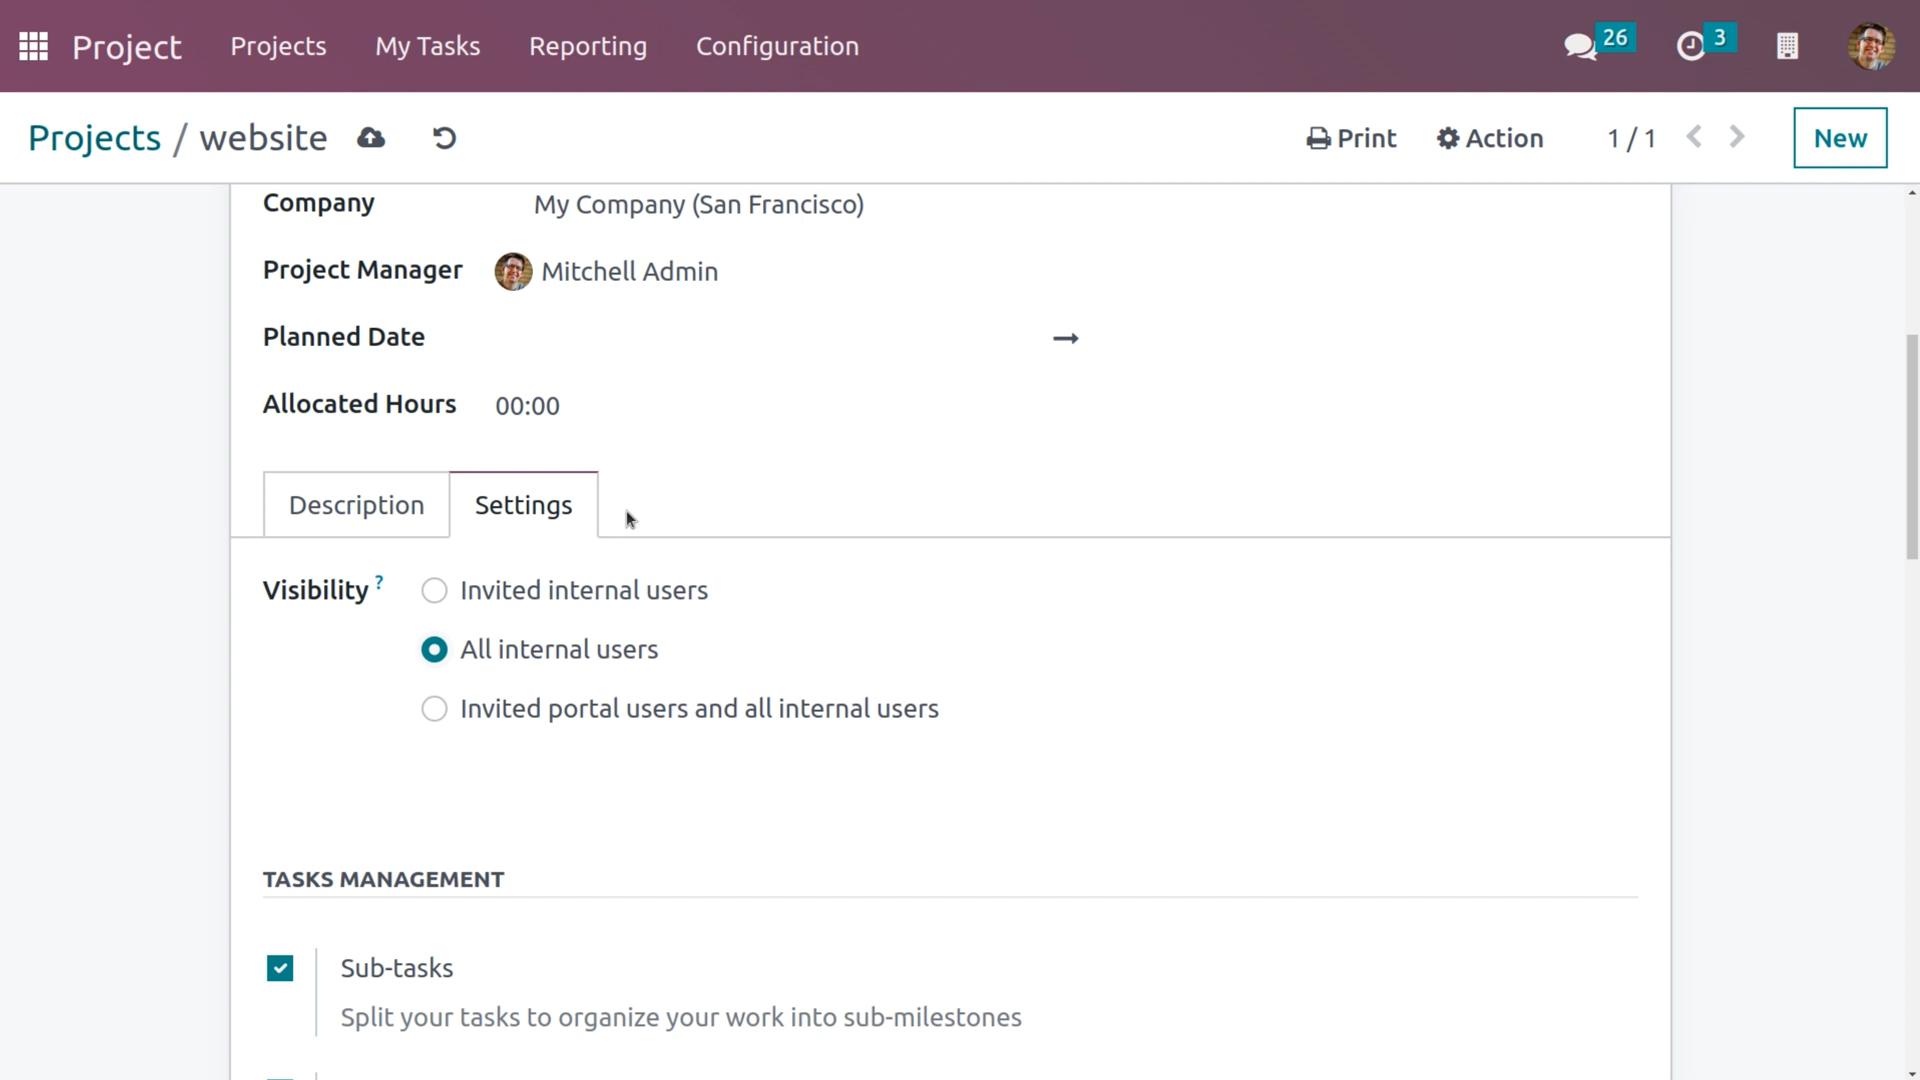 Project Projects My Tasks Reporting Configuration 26 3
Projects / website Print Action 1 / 1 New
Company My Company (San Francisco)
Project Manager Mitchell Admin
Planned Date →
Allocated Hours 00:00
Description Settings
Visibility ? Invited internal users
All internal users
Invited portal users and all internal users
TASKS MANAGEMENT
Sub-tasks
Split your tasks to organize your work into sub-milestones